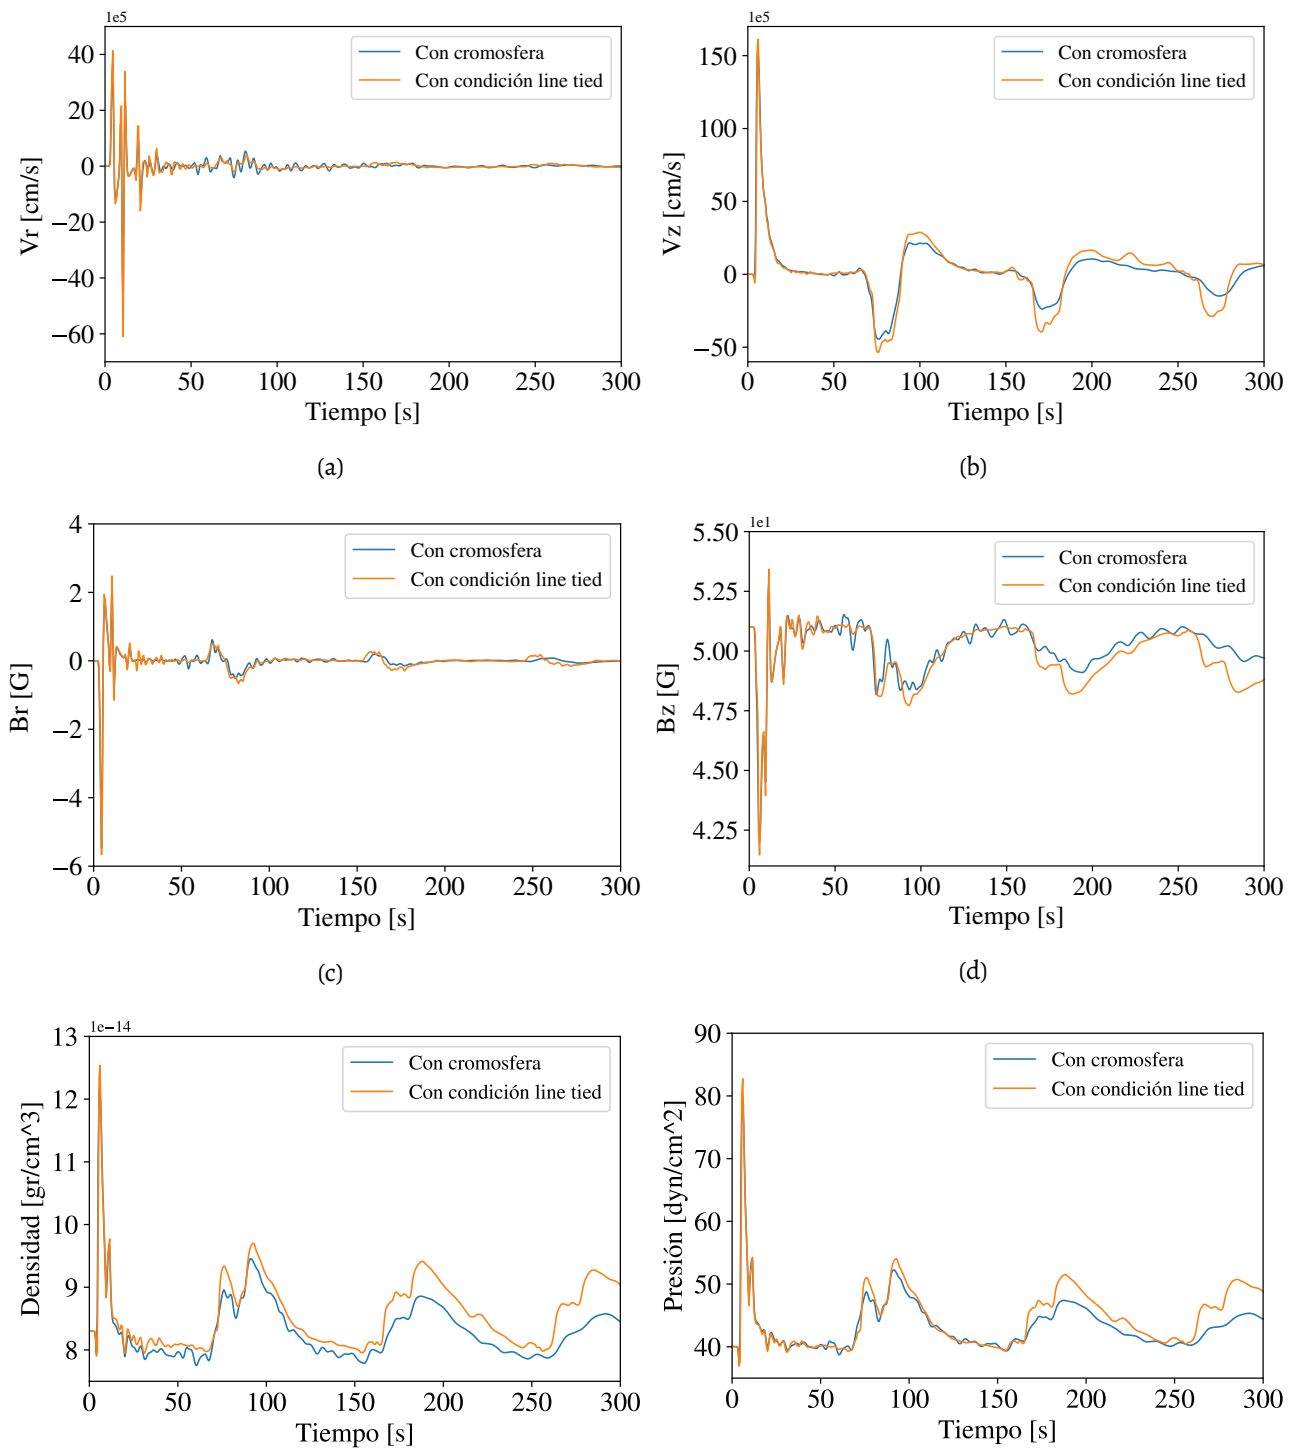 1e5
40
20
0
−20
−40
−60
Vr [cm/s]
Con cromosfera
Con condición line tied
0 50 100 150 200 250 300
Tiempo [s]
(a)
1e5
150
100
50
0
−50
Vz [cm/s]
Con cromosfera
Con condición line tied
0 50 100 150 200 250 300
Tiempo [s]
(b)
4
2
0
−2
−4
−6
Br [G]
Con cromosfera
Con condición line tied
0 50 100 150 200 250 300
Tiempo [s]
(c)
1e1
5.50
5.25
5.00
4.75
4.50
4.25
Bz [G]
Con cromosfera
Con condición line tied
0 50 100 150 200 250 300
Tiempo [s]
(d)
1e−14
13
12
11
10
9
8
Densidad [gr/cm^3]
Con cromosfera
Con condición line tied
0 50 100 150 200 250 300
Tiempo [s]
90
80
70
60
50
40
Presión [dyn/cm^2]
Con cromosfera
Con condición line tied
0 50 100 150 200 250 300
Tiempo [s]